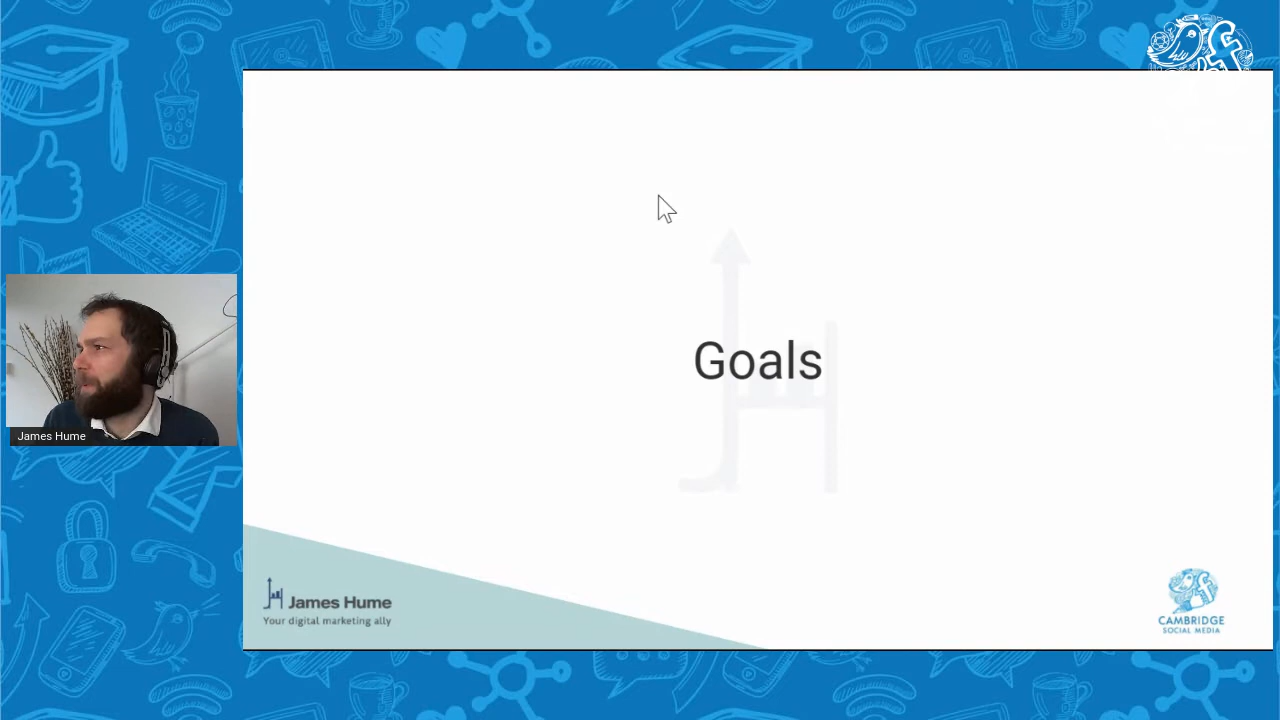 Goals
James Hume
James Hume
Your digital marketing ally
CAMBRIDGE
SOCIAL MEDIA